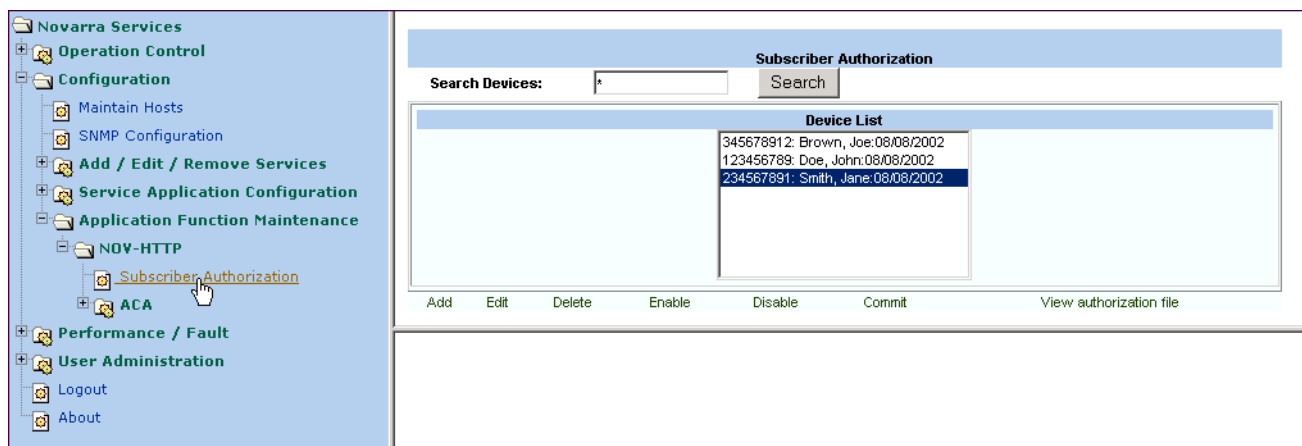 Novarra Services
Operation Control
Configuration
Maintain Hosts
SNMP Configuration
Add / Edit / Remove Services
Service Application Configuration
Application Function Maintenance
NOV-HTTP
Subscriber Authorization
ACA
Performance / Fault
User Administration
Logout
About
Subscriber Authorization
Search Devices: * Search
Device List
345678912: Brown, Joe:08/08/2002
123456789: Doe, John:08/08/2002
234567891: Smith, Jane:08/08/2002
Add Edit Delete Enable Disable Commit View authorization file